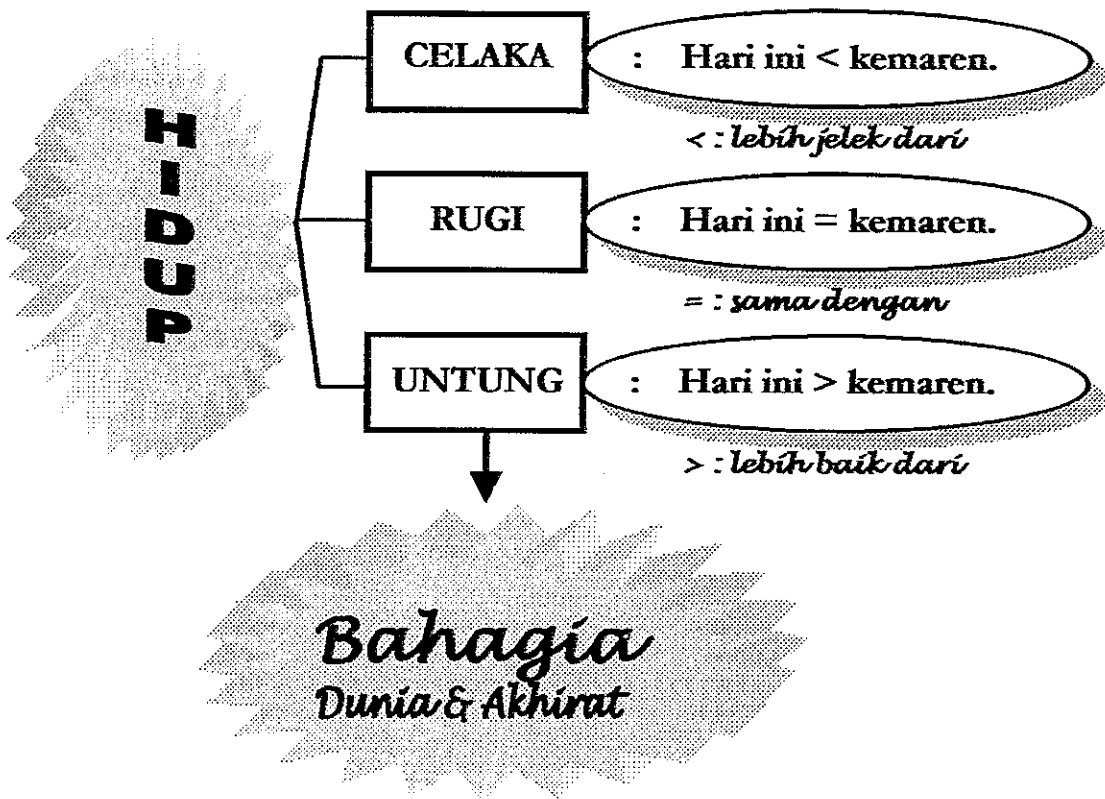 HIDUP
CELAKA : Hari ini < kemaren.
< : lebih jelek dari
RUGI : Hari ini = kemaren.
= : sama dengan
UNTUNG : Hari ini > kemaren.
> : lebih baik dari
Bahagia
Dunia & Akhirat